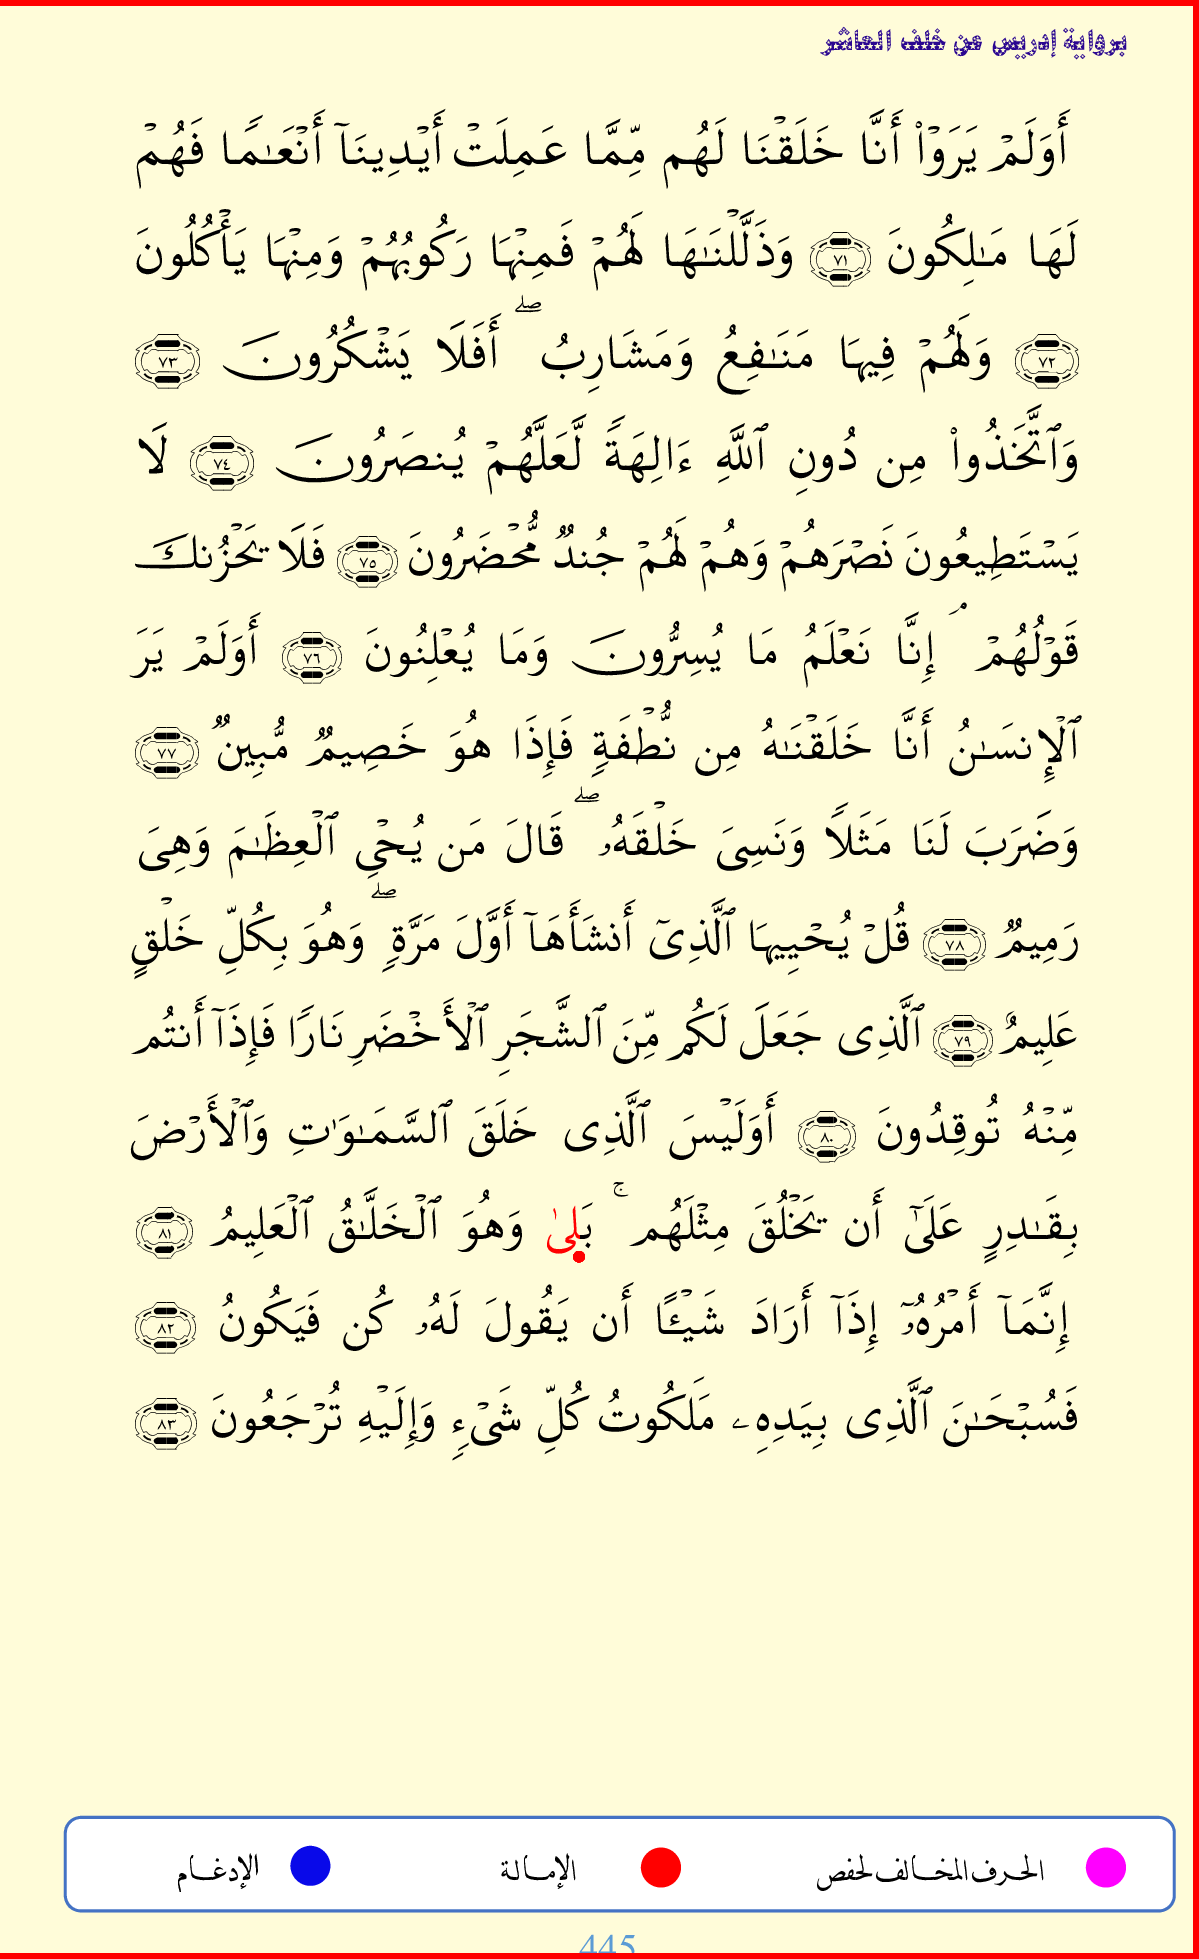 برواية إدريس عن خلف العاشر
أَوَلَمۡ يَرَوۡاْ أَنَّا خَلَقۡنَا لَهُم مِّمَّا عَمِلَتۡ أَيۡدِينَآ أَنۡعَٰمٗا فَهُمۡ
لَهَا مَٰلِكُونَ ٧١ وَذَلَّلۡنَٰهَا لَهُمۡ فَمِنۡهَا رَكُوبُهُمۡ وَمِنۡهَا يَأۡكُلُونَ
٧٢ وَلَهُمۡ فِيهَا مَنَٰفِعُ وَمَشَارِبُۖ أَفَلَا يَشۡكُرُونَ ٧٣
وَٱتَّخَذُواْ مِن دُونِ ٱللَّهِ ءَالِهَةٗ لَّعَلَّهُمۡ يُنصَرُونَ ٧٤ لَا
يَسۡتَطِيعُونَ نَصۡرَهُمۡ وَهُمۡ لَهُمۡ جُندٞ مُّحۡضَرُونَ ٧٥ فَلَا يَحۡزُنكَ
قَوۡلُهُمۡۘ إِنَّا نَعۡلَمُ مَا يُسِرُّونَ وَمَا يُعۡلِنُونَ ٧٦ أَوَلَمۡ يَرَ
ٱلۡإِنسَٰنُ أَنَّا خَلَقۡنَٰهُ مِن نُّطۡفَةٖ فَإِذَا هُوَ خَصِيمٞ مُّبِينٞ ٧٧
وَضَرَبَ لَنَا مَثَلٗا وَنَسِيَ خَلۡقَهُۥۖ قَالَ مَن يُحۡيِ ٱلۡعِظَٰمَ وَهِيَ
رَمِيمٞ ٧٨ قُلۡ يُحۡيِيهَا ٱلَّذِيٓ أَنشَأَهَآ أَوَّلَ مَرَّةٖۖ وَهُوَ بِكُلِّ خَلۡقٍ
عَلِيمٌ ٧٩ ٱلَّذِي جَعَلَ لَكُم مِّنَ ٱلشَّجَرِ ٱلۡأَخۡضَرِ نَارٗا فَإِذَآ أَنتُم
مِّنۡهُ تُوقِدُونَ ٨٠ أَوَلَيۡسَ ٱلَّذِي خَلَقَ ٱلسَّمَٰوَٰتِ وَٱلۡأَرۡضَ
بِقَٰدِرٍ عَلَىٰٓ أَن يَخۡلُقَ مِثۡلَهُمۚ بَلىٰ وَهُوَ ٱلۡخَلَّٰقُ ٱلۡعَلِيمُ ٨١
إِنَّمَآ أَمۡرُهُۥٓ إِذَآ أَرَادَ شَيۡـًٔا أَن يَقُولَ لَهُۥ كُن فَيَكُونُ ٨٢
فَسُبۡحَٰنَ ٱلَّذِي بِيَدِهِۦ مَلَكُوتُ كُلِّ شَيۡءٖ وَإِلَيۡهِ تُرۡجَعُونَ ٨٣
الحرف المخالف لحفص الإمالة الإدغام
445